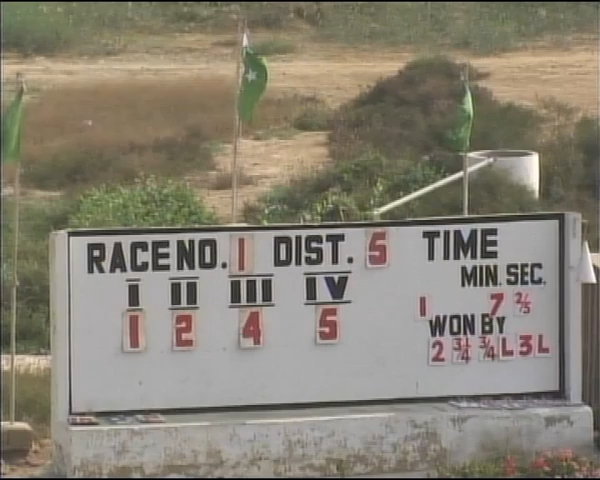 RACE NO. 1 DIST. 5 TIME
MIN. SEC.
I II III IV
1 7 2/5
1 2 4 5
WON BY
2 3/4 3/4 L 3 L